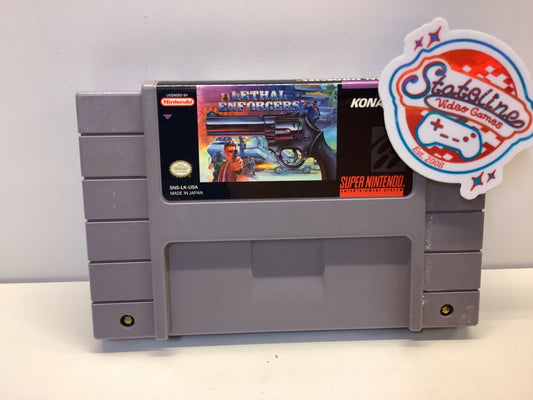 LICENSED BY
Nintendo
LETHAL
ENFORCERS
KONA
SNS-LK-USA
MADE IN JAPAN
SUPER NINTENDO
ENTERTAINMENT SYSTEM
Stateline
Video Games
Est. 2008